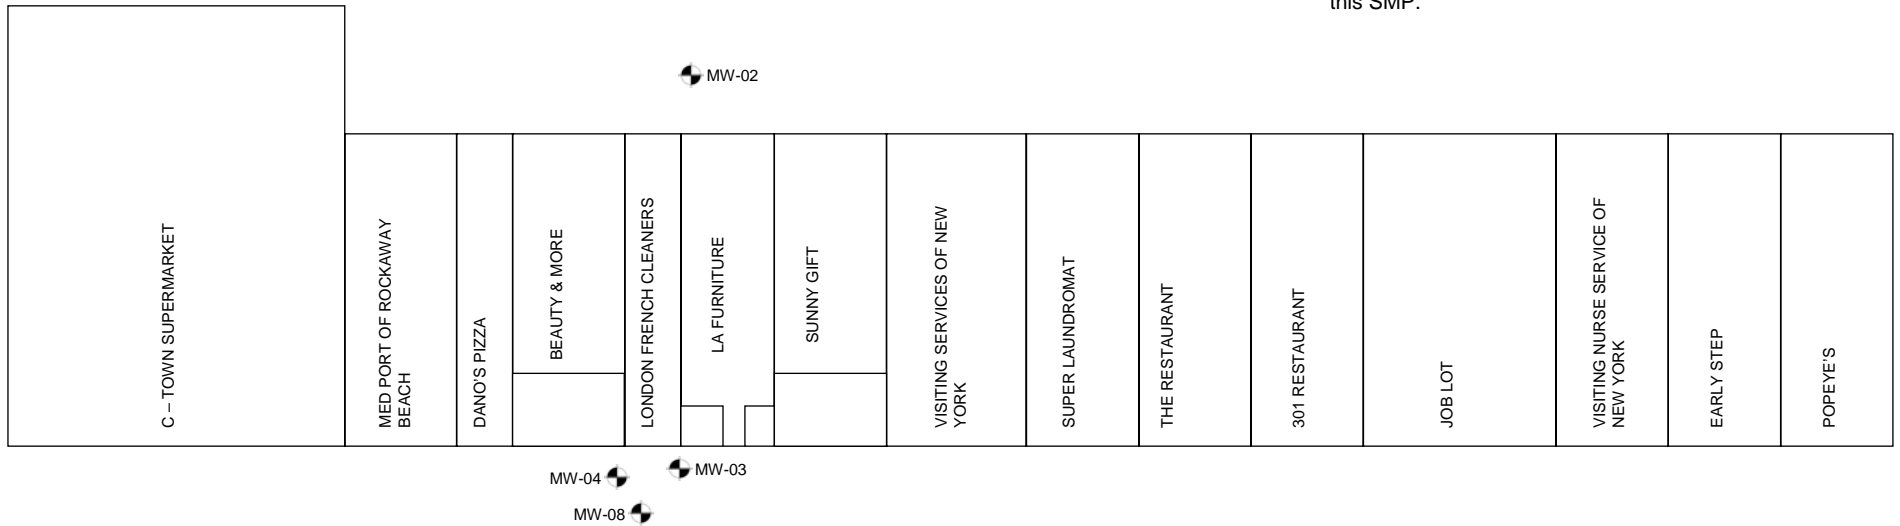 this SMP.
MW-02
C – TOWN SUPERMARKET
MED PORT OF ROCKAWAY
BEACH
DANO'S PIZZA
BEAUTY & MORE
LONDON FRENCH CLEANERS
LA FURNITURE
SUNNY GIFT
VISITING SERVICES OF NEW
YORK
SUPER LAUNDROMAT
THE RESTAURANT
301 RESTAURANT
JOB LOT
VISITING NURSE SERVICE OF
NEW YORK
EARLY STEP
POPEYE'S
MW-04
MW-03
MW-08